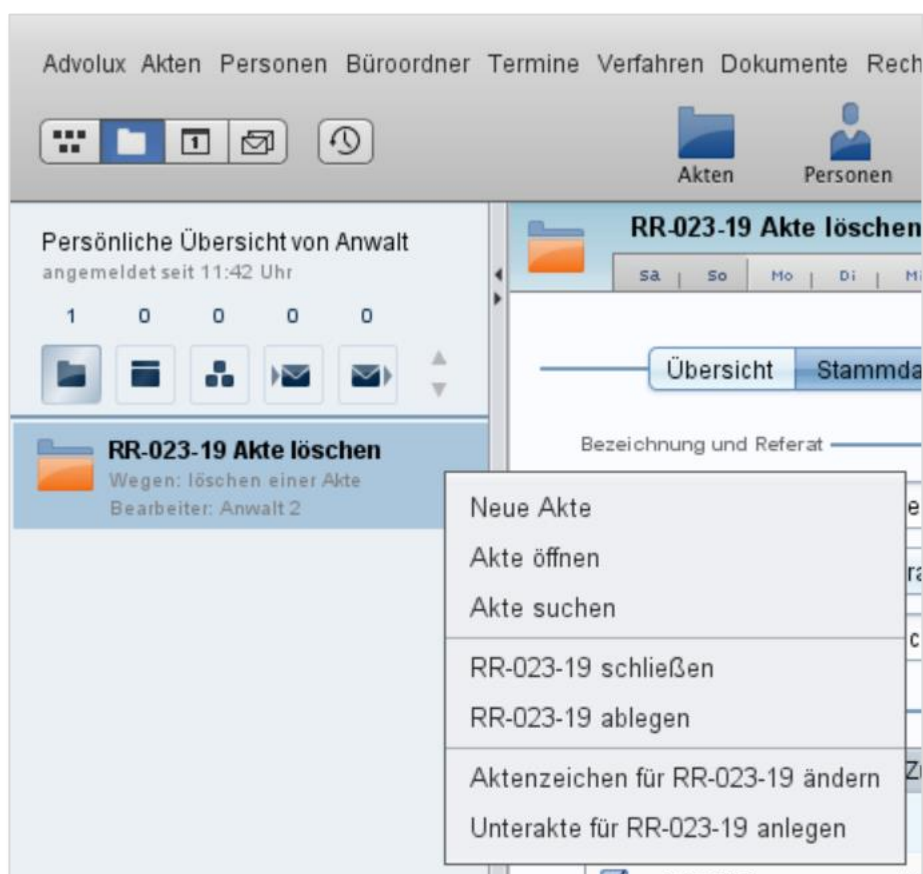 Advolux Akten Personen Büroordner Termine Verfahren Dokumente Rech
1
Akten Personen
Persönliche Übersicht von Anwalt
angemeldet seit 11:42 Uhr
1 0 0 0 0
RR-023-19 Akte löschen
Wegen: löschen einer Akte
Bearbeiter: Anwalt 2
RR-023-19 Akte löschen
Sa So Mo Di Mi
Übersicht Stammda
Bezeichnung und Referat
Neue Akte
Akte öffnen
Akte suchen
RR-023-19 schließen
RR-023-19 ablegen
Aktenzeichen für RR-023-19 ändern
Unterakte für RR-023-19 anlegen